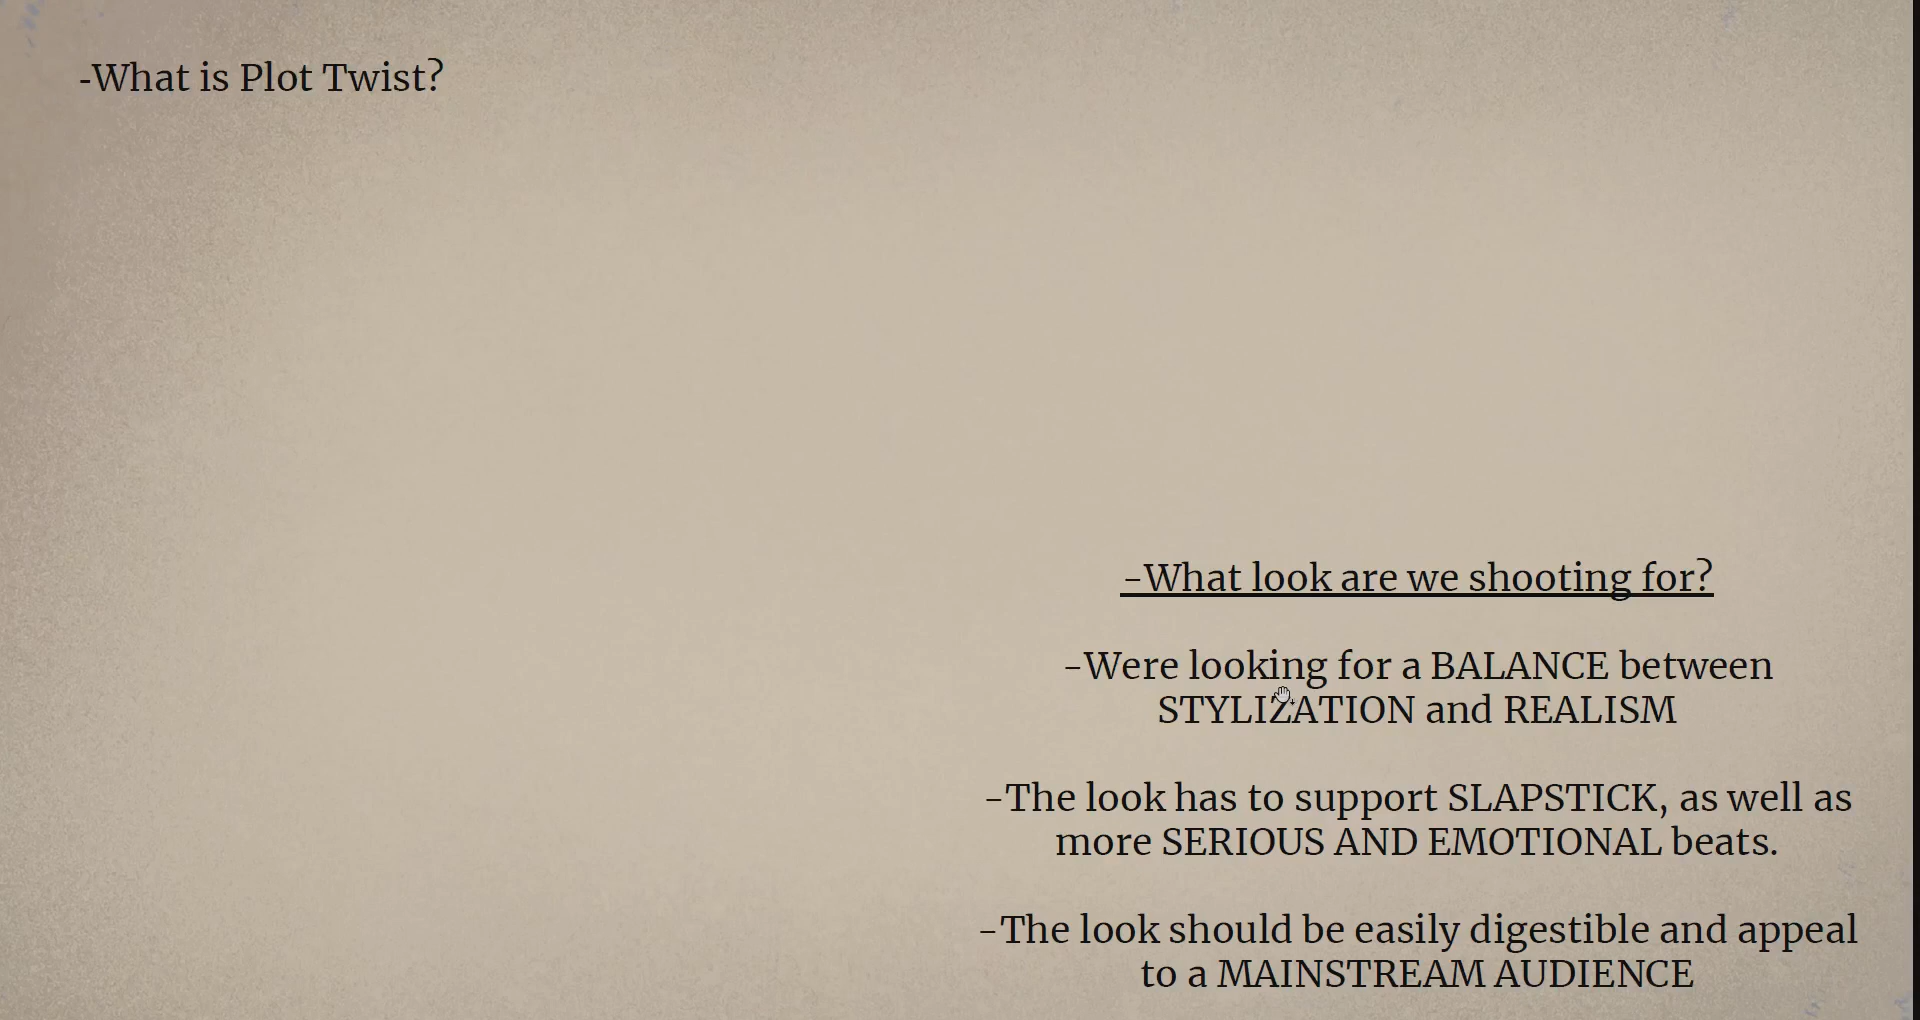 -What is Plot Twist?
-What look are we shooting for?
-Were looking for a BALANCE between
STYLIZATION and REALISM
-The look has to support SLAPSTICK, as well as
more SERIOUS AND EMOTIONAL beats.
-The look should be easily digestible and appeal
to a MAINSTREAM AUDIENCE